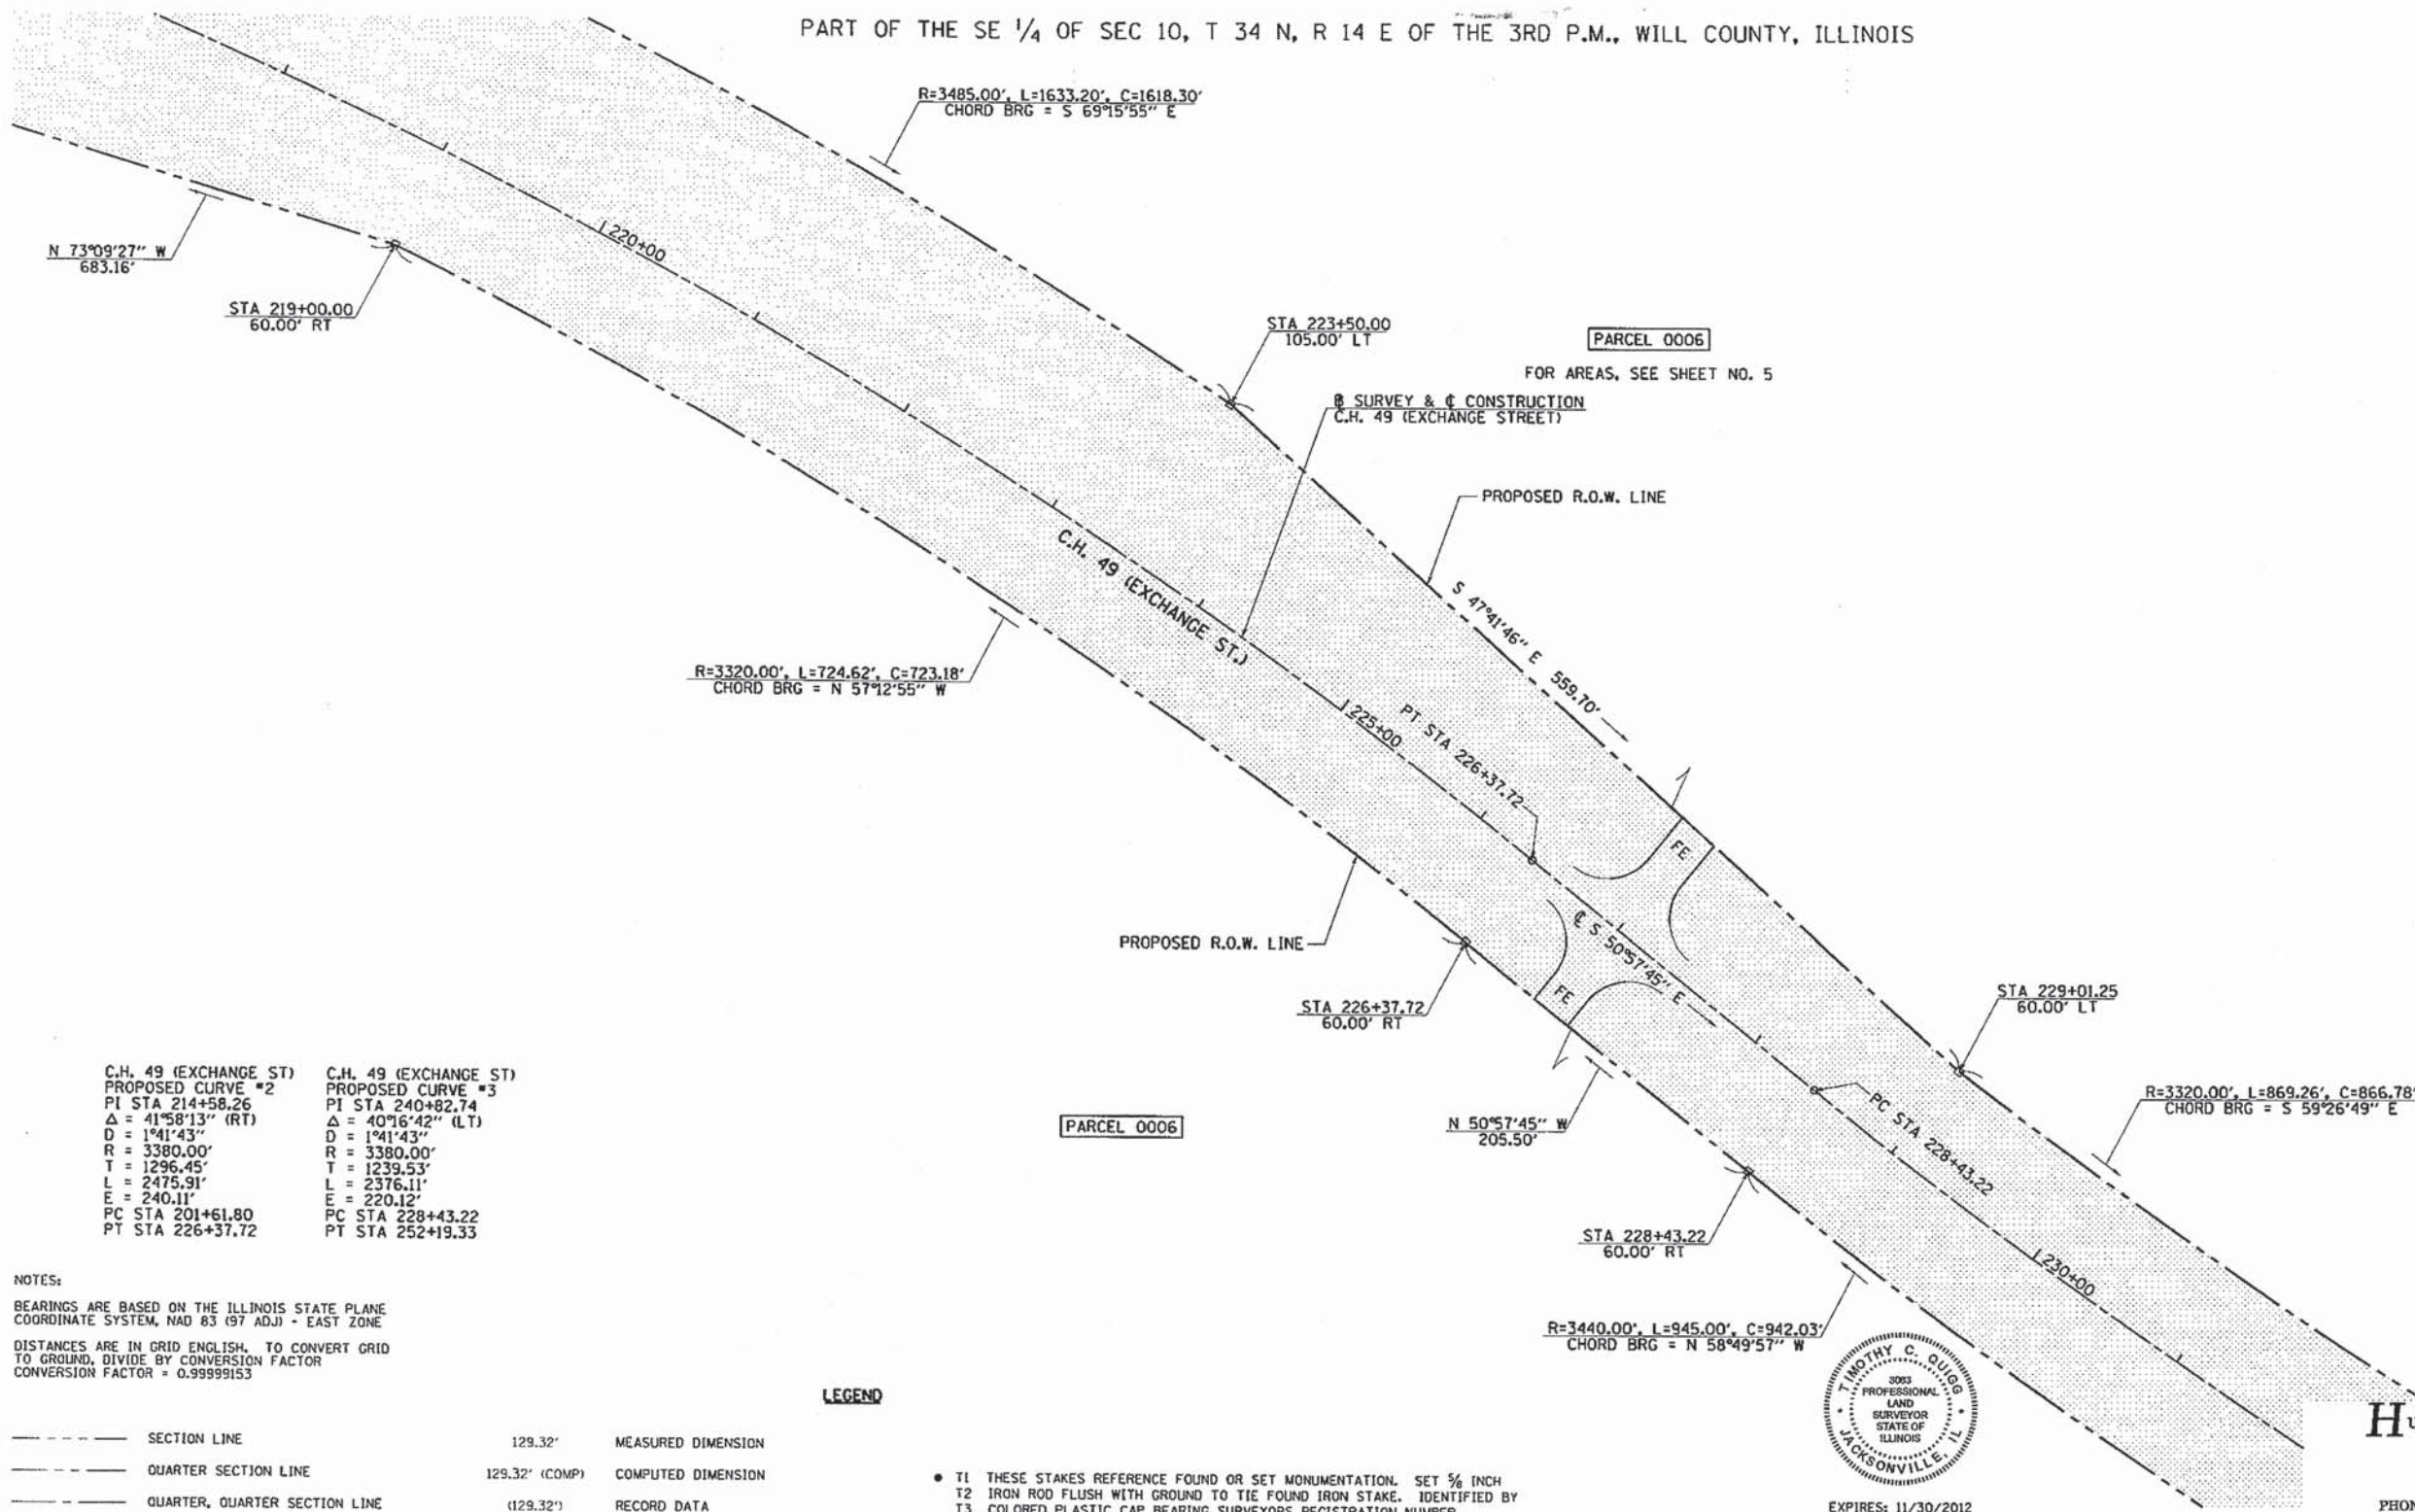 PART OF THE SE 1/4 OF SEC 10, T 34 N, R 14 E OF THE 3RD P.M., WILL COUNTY, ILLINOIS
R=3485.00', L=1633.20', C=1618.30'
CHORD BRG = S 69°15'55" E
N 73°09'27" W
683.16'
220+00
STA 219+00.00
60.00' RT
STA 223+50.00
105.00' LT
PARCEL 0006
FOR AREAS, SEE SHEET NO. 5
SURVEY & ℄ CONSTRUCTION
C.H. 49 (EXCHANGE STREET)
PROPOSED R.O.W. LINE
C.H. 49 (EXCHANGE ST.)
S 47°41'46" E 559.70'
R=3320.00', L=724.62', C=723.18'
CHORD BRG = N 57°12'55" W
225+00
PT STA 226+37.72
FE
PROPOSED R.O.W. LINE
℄ S 50°57'45" E
FE
STA 226+37.72
60.00' RT
STA 229+01.25
60.00' LT
R=3320.00', L=869.26', C=866.78'
CHORD BRG = S 59°26'49" E
PC STA 228+43.22
N 50°57'45" W
205.50'
PARCEL 0006
STA 228+43.22
60.00' RT
230+00
R=3440.00', L=945.00', C=942.03'
CHORD BRG = N 58°49'57" W
C.H. 49 (EXCHANGE ST)
PROPOSED CURVE #2
PI STA 214+58.26
Δ = 41°58'13" (RT)
D = 1°41'43"
R = 3380.00'
T = 1296.45'
L = 2475.91'
E = 240.11'
PC STA 201+61.80
PT STA 226+37.72
C.H. 49 (EXCHANGE ST)
PROPOSED CURVE #3
PI STA 240+82.74
Δ = 40°16'42" (LT)
D = 1°41'43"
R = 3380.00'
T = 1239.53'
L = 2376.11'
E = 220.12'
PC STA 228+43.22
PT STA 252+19.33
NOTES:
BEARINGS ARE BASED ON THE ILLINOIS STATE PLANE
COORDINATE SYSTEM, NAD 83 (97 ADJ) - EAST ZONE
DISTANCES ARE IN GRID ENGLISH. TO CONVERT GRID
TO GROUND, DIVIDE BY CONVERSION FACTOR
CONVERSION FACTOR = 0.99999153
LEGEND
SECTION LINE
QUARTER SECTION LINE
QUARTER, QUARTER SECTION LINE
129.32' MEASURED DIMENSION
129.32' (COMP) COMPUTED DIMENSION
(129.32') RECORD DATA
● T1 THESE STAKES REFERENCE FOUND OR SET MONUMENTATION. SET 5/8 INCH
T2 IRON ROD FLUSH WITH GROUND TO TIE FOUND IRON STAKE. IDENTIFIED BY
T3 COLORED PLASTIC CAP BEARING SURVEYORS REGISTRATION NUMBER
TIMOTHY C. QUIGG
3083
PROFESSIONAL
LAND
SURVEYOR
STATE OF
ILLINOIS
JACKSONVILLE, IL
EXPIRES: 11/30/2012